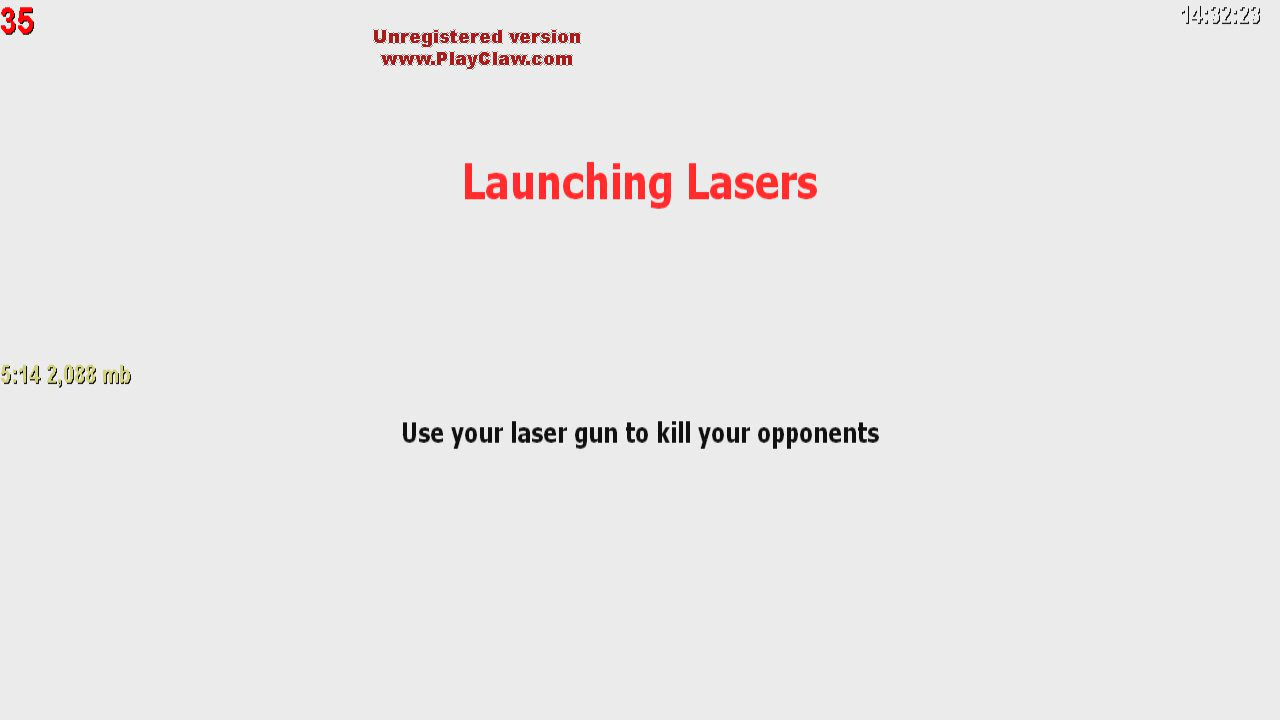 35
14:32:23
Unregistered version
www.PlayClaw.com
Launching Lasers
5:14 2,088 mb
Use your laser gun to kill your opponents